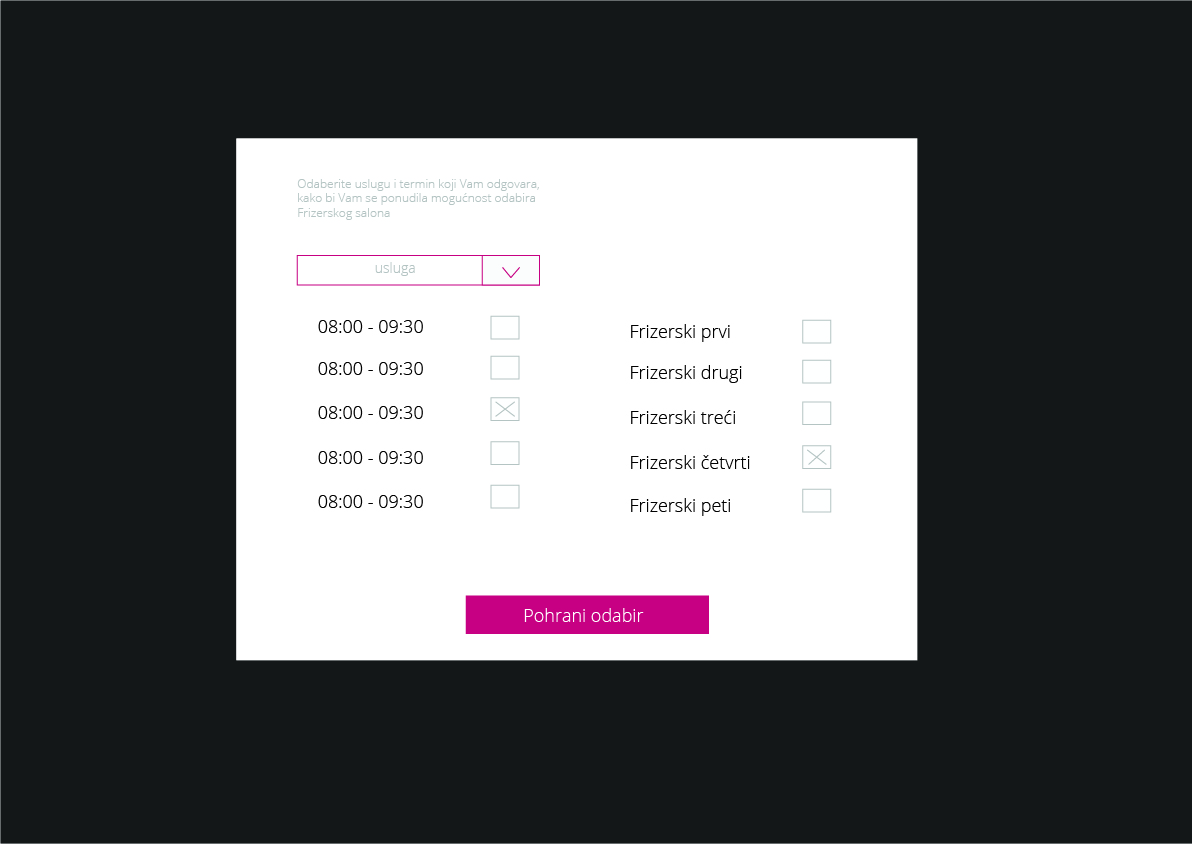 Odaberite uslugu i termin koji Vam odgovara,
kako bi Vam se ponudila mogućnost odabira
Frizerskog salona
usluga
08:00 - 09:30
08:00 - 09:30
08:00 - 09:30
08:00 - 09:30
08:00 - 09:30
Frizerski prvi
Frizerski drugi
Frizerski treći
Frizerski četvrti
Frizerski peti
Pohrani odabir